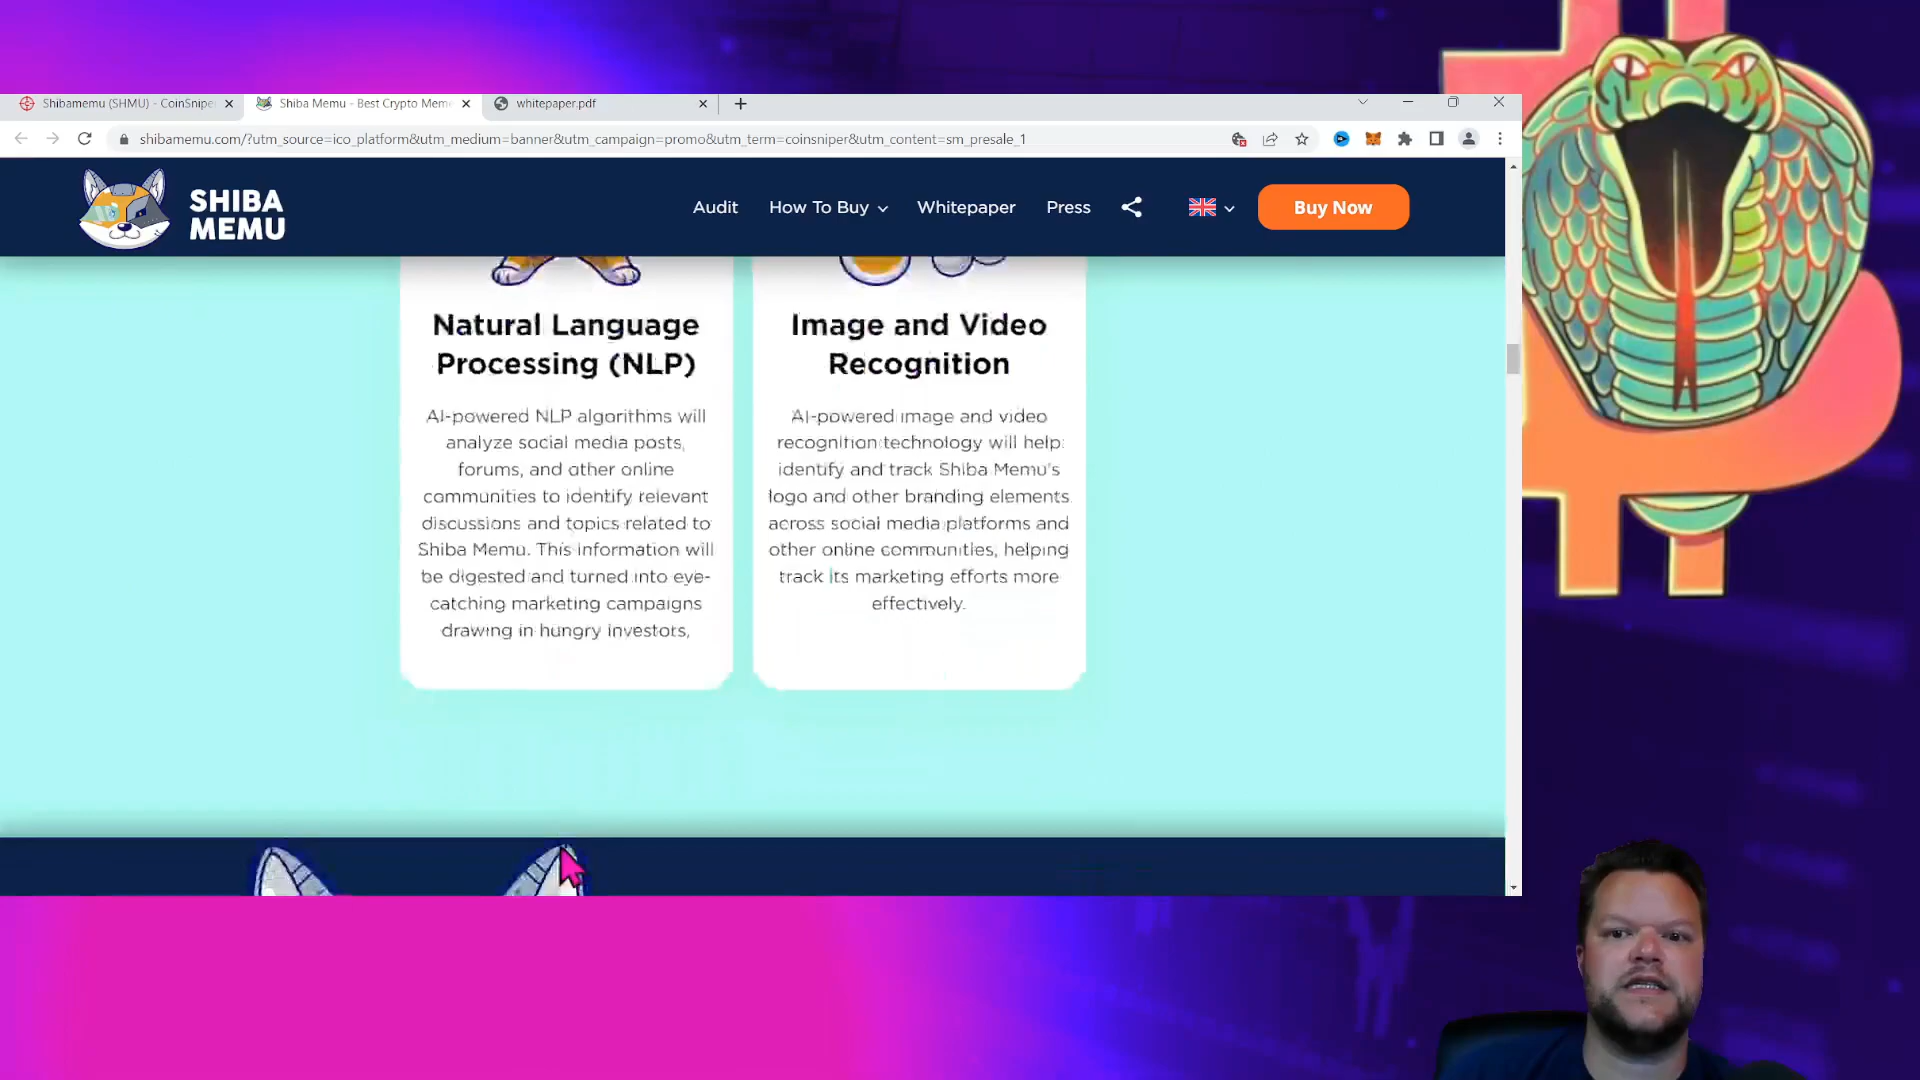 Shibamemu (SHMU) - CoinSnipe
Shiba Memu - Best Crypto Mem
whitepaper.pdf
shibamemu.com/?utm_source=ico_platform&utm_medium=banner&utm_campaign=promo&utm_term=coinsniper&utm_content=sm_presale_1
SHIBA
MEMU
Audit
How To Buy
Whitepaper
Press
Buy Now
Natural Language
Processing (NLP)
AI-powered NLP algorithms will
analyze social media posts,
forums, and other online
communities to identify relevant
discussions and topics related to
Shiba Memu. This information will
be digested and turned into eye-
catching marketing campaigns
drawing in hungry investors,
Image and Video
Recognition
AI-powered image and video
recognition technology will help
identify and track Shiba Memu's
logo and other branding elements
across social media platforms and
other online communities, helping
track its marketing efforts more
effectively.